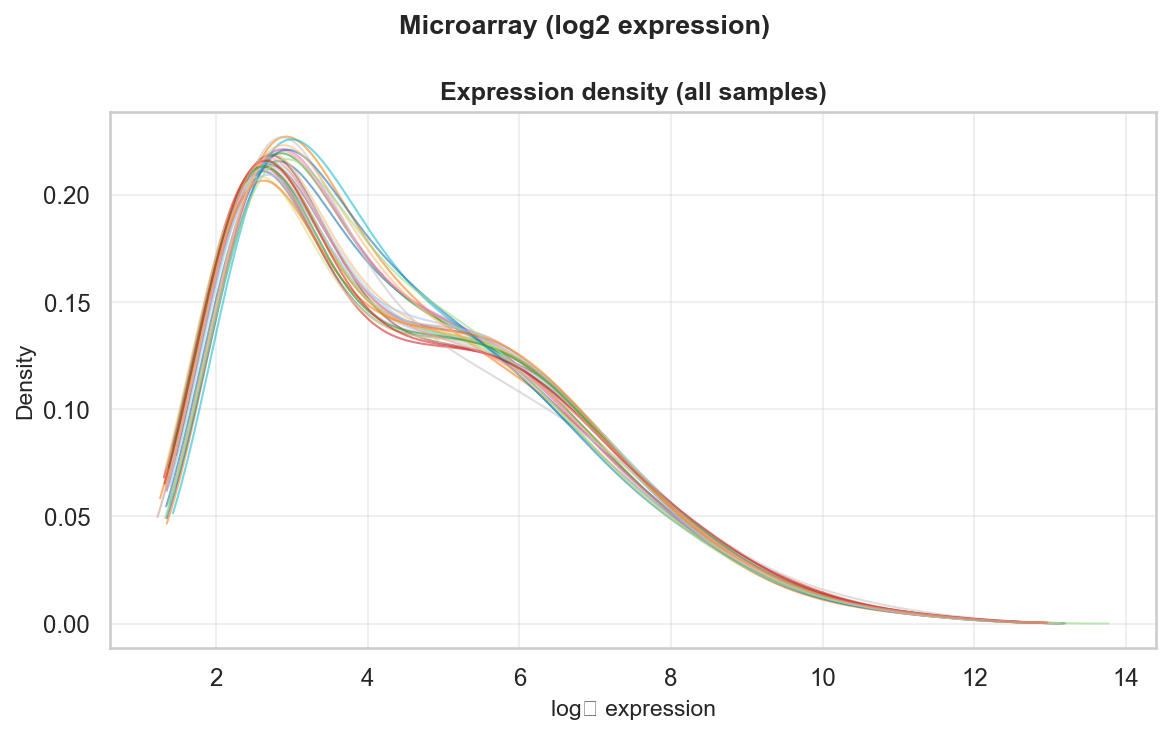 Microarray (log2 expression)
Expression density (all samples)
0.20
0.15
0.10
0.05
0.00
Density
2 4 6 8 10 12 14
log□ expression